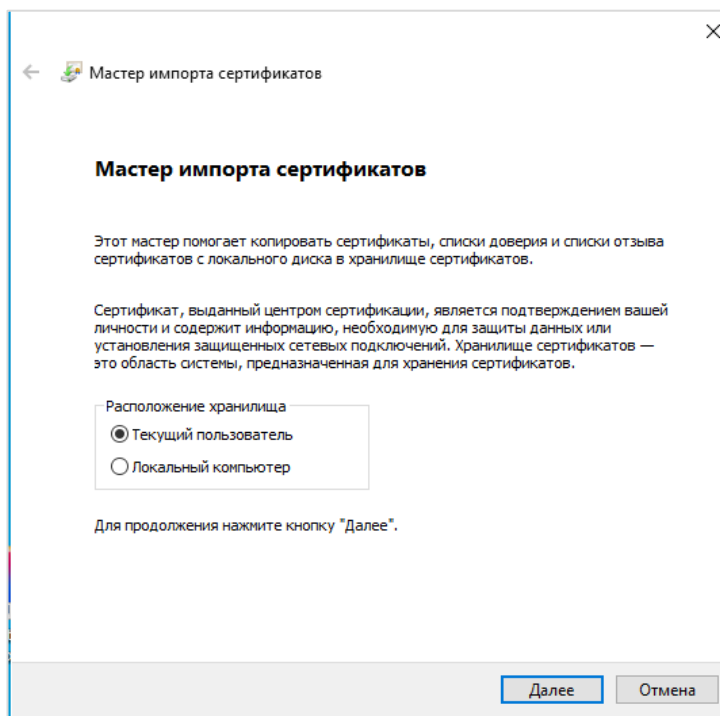 Мастер импорта сертификатов
Мастер импорта сертификатов
Этот мастер помогает копировать сертификаты, списки доверия и списки отзыва
сертификатов с локального диска в хранилище сертификатов.
Сертификат, выданный центром сертификации, является подтверждением вашей
личности и содержит информацию, необходимую для защиты данных или
установления защищенных сетевых подключений. Хранилище сертификатов —
это область системы, предназначенная для хранения сертификатов.
Расположение хранилища
Текущий пользователь
Локальный компьютер
Для продолжения нажмите кнопку "Далее".
Далее
Отмена